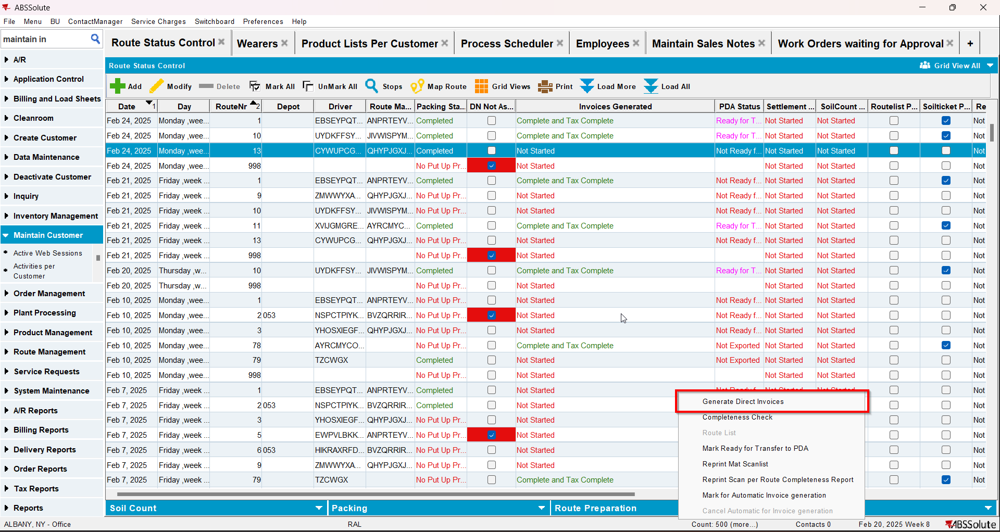 ABSSolute
File Menu BU ContactManager Service Charges Switchboard Preferences Help
maintain in
Route Status Control Wearers Product Lists Per Customer Process Scheduler Employees Maintain Sales Notes Work Orders waiting for Approval +
Route Status Control Grid View All
Add Modify Delete Mark All UnMark All Stops Map Route Grid Views Print Load More Load All
A/R
Application Control
Billing and Load Sheets
Cleanroom
Create Customer
Data Maintenance
Deactivate Customer
Inquiry
Inventory Management
Maintain Customer
Active Web Sessions
Activities per
Customer
Order Management
Plant Processing
Product Management
Route Management
Service Requests
System Maintenance
A/R Reports
Billing Reports
Delivery Reports
Order Reports
Tax Reports
Reports
Date 1 Day RouteNr 2 Depot Driver Route Ma... Packing Sta... DN Not As... Invoices Generated PDA Status Settlement ... SoilCount ... Routelist P... Soilticket P... Re
Feb 24, 2025 Monday ,wee... 1 EBSEYPQT... ANPRTEYV... Completed Complete and Tax Complete Ready for T... Not Started Not Started Not
Feb 24, 2025 Monday ,wee... 10 UYDKFFSY... JIVWISPYM... Completed Complete and Tax Complete Ready for T... Not Started Not Started Not
Feb 24, 2025 Monday ,wee... 13 CYWUPCG... QHYPJGXJ... Completed Not Started Not Ready f... Not Started Not Started Not
Feb 24, 2025 Monday ,wee... 998 No Put Up Pr... Not Started Not Started Not Started Not
Feb 21, 2025 Friday ,week ... 1 EBSEYPQT... ANPRTEYV... Completed Complete and Tax Complete Not Ready f... Not Started Not Started Not
Feb 21, 2025 Friday ,week ... 9 ZMWWYXA... QHYPJGXJ... No Put Up Pr... Not Started Not Ready f... Not Started Not Started Not
Feb 21, 2025 Friday ,week ... 10 UYDKFFSY... JIVWISPYM... No Put Up Pr... Not Started Not Ready f... Not Started Not Started Not
Feb 21, 2025 Friday ,week ... 11 XVIJGMGRE... AYRCMYC... Completed Complete and Tax Complete Ready for T... Not Started Not Started Not
Feb 21, 2025 Friday ,week ... 13 CYWUPCG... QHYPJGXJ... No Put Up Pr... Not Started Not Ready f... Not Started Not Started Not
Feb 21, 2025 Friday ,week ... 998 No Put Up Pr... Not Started Not Started Not Started Not
Feb 20, 2025 Thursday ,w... 10 UYDKFFSY... JIVWISPYM... Completed Complete and Tax Complete Ready for T... Not Started Not Started Not
Feb 20, 2025 Thursday ,w... 998 No Put Up Pr... Not Started Not Started Not Started Not
Feb 10, 2025 Monday ,wee... 1 EBSEYPQT... ANPRTEYV... No Put Up Pr... Not Started Not Ready f... Not Started Not Started Not
Feb 10, 2025 Monday ,wee... 2 053 NSPCTPIYK... BVZQRRIR... No Put Up Pr... Not Started Not Ready f... Not Started Not Started Not
Feb 10, 2025 Monday ,wee... 3 YHOSXIEGF... QHYPJGXJ... No Put Up Pr... Not Started Not Ready f... Not Started Not Started Not
Feb 10, 2025 Monday ,wee... 78 AYRCMYCO... No Put Up Pr... Complete and Tax Complete Not Exported Not Started Not Started Not
Feb 10, 2025 Monday ,wee... 79 TZCWGX Completed Not Started Not Exported Not Started Not Started Not
Feb 10, 2025 Monday ,wee... 998 No Put Up Pr... Not Started Not Started Not Started Not
Feb 7, 2025 Friday ,week ... 1 EBSEYPQT... ANPRTEYV... Completed Not Started Not Ready f... Not Started Not Started Not
Feb 7, 2025 Friday ,week ... 2 053 NSPCTPIYK... BVZQRRIR... Completed Not Started Not
Feb 7, 2025 Friday ,week ... 3 YHOSXIEGF... QHYPJGXJ... No Put Up Pr... Not Started Not
Feb 7, 2025 Friday ,week ... 5 EWPVLBKK... ANPRTEYV... No Put Up Pr... Not Started Not
Feb 7, 2025 Friday ,week ... 6 053 HIKRAXRFD... BVZQRRIR... No Put Up Pr... Not Started Not
Feb 7, 2025 Friday ,week ... 9 ZMWWYXA... QHYPJGXJ... No Put Up Pr... Not Started Not
Feb 7, 2025 Friday ,week ... 79 TZCWGX No Put Up Pr... Complete and Tax Complete Not
Generate Direct Invoices
Completeness Check
Route List
Mark Ready for Transfer to PDA
Reprint Mat Scanlist
Reprint Scan per Route Completeness Report
Mark for Automatic Invoice generation
Cancel Automatic for Invoice generation
Soil Count Packing Route Preparation
ALBANY, NY - Office RAL Count: 500 (more...) Contacts 0 Feb 20, 2025 Week 8 ABSSolute